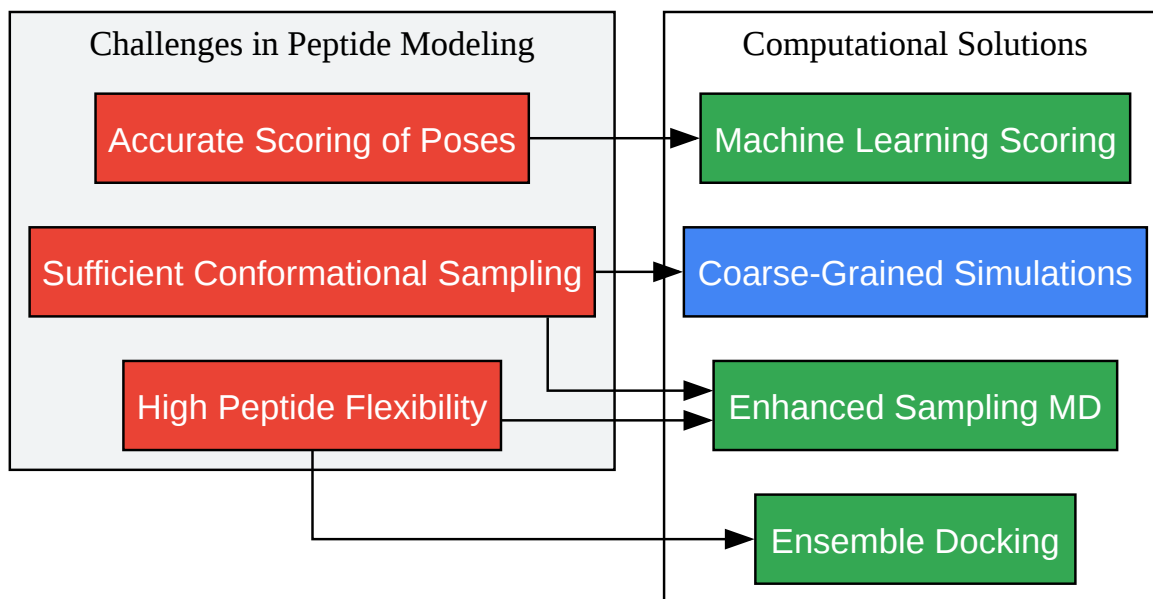 Challenges in Peptide Modeling
Accurate Scoring of Poses
Sufficient Conformational Sampling
High Peptide Flexibility
Computational Solutions
Machine Learning Scoring
Coarse-Grained Simulations
Enhanced Sampling MD
Ensemble Docking